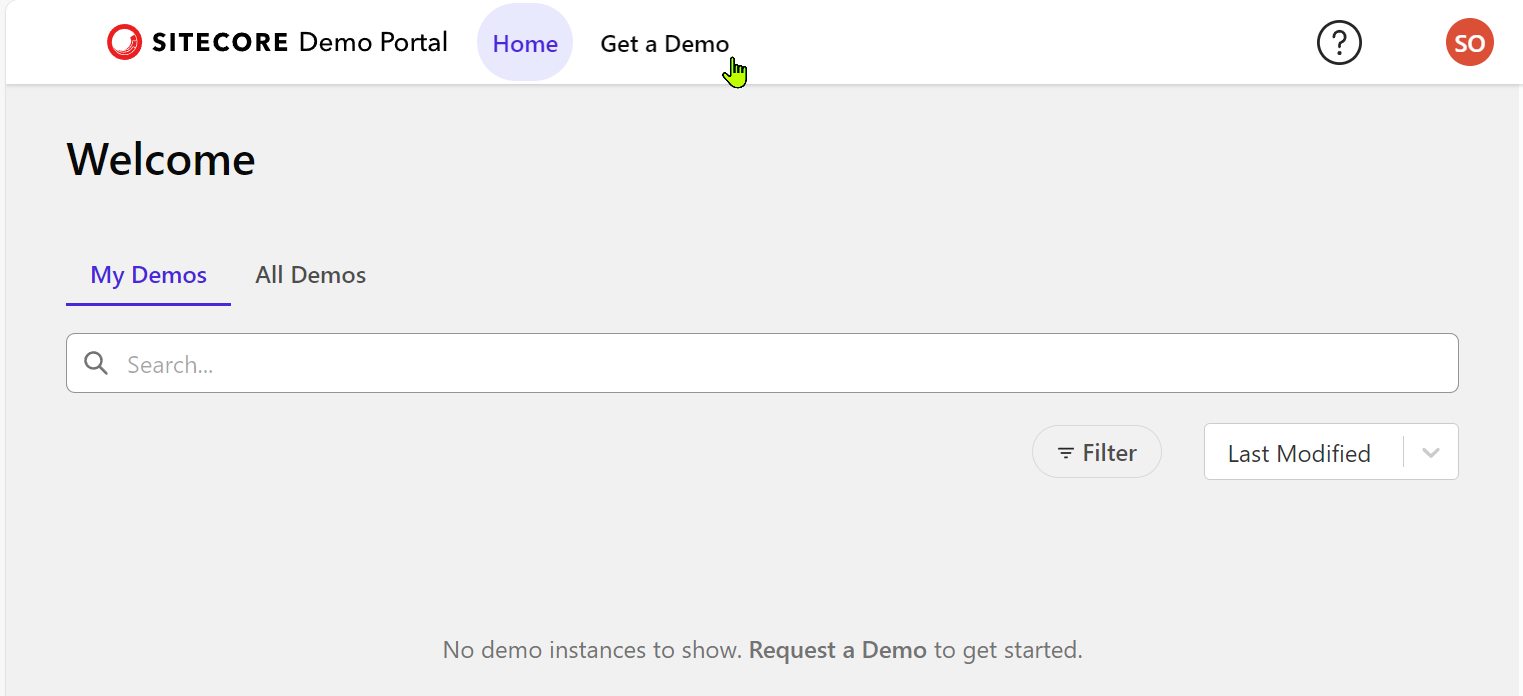 SITECORE Demo Portal Home Get a Demo ? SO
Welcome
My Demos All Demos
Search...
Filter Last Modified
No demo instances to show. Request a Demo to get started.